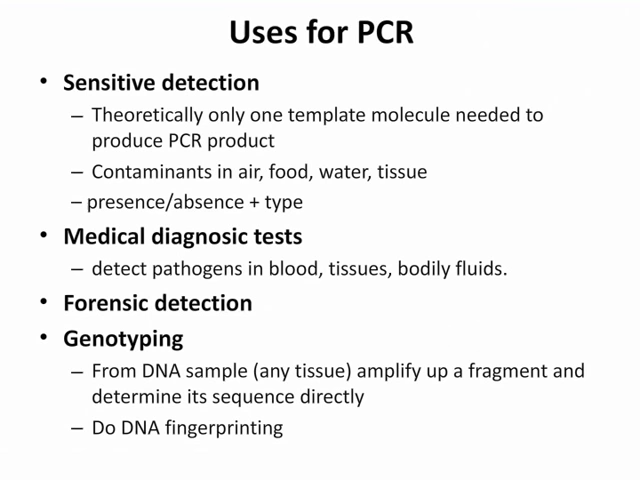 Uses for PCR
• Sensitive detection
– Theoretically only one template molecule needed to
produce PCR product
– Contaminants in air, food, water, tissue
– presence/absence + type
• Medical diagnostic tests
– detect pathogens in blood, tissues, bodily fluids.
• Forensic detection
• Genotyping
– From DNA sample (any tissue) amplify up a fragment and
determine its sequence directly
– Do DNA fingerprinting